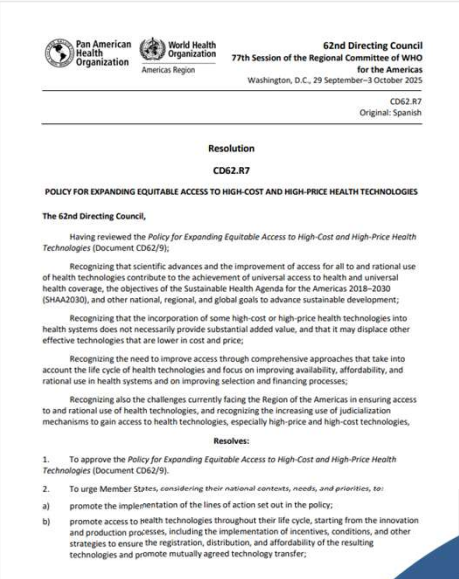 Pan American
Health
Organization
World Health
Organization
Americas Region
62nd Directing Council
77th Session of the Regional Committee of WHO
for the Americas
Washington, D.C., 29 September–3 October 2025
CD62.R7
Original: Spanish
Resolution
CD62.R7
POLICY FOR EXPANDING EQUITABLE ACCESS TO HIGH-COST AND HIGH-PRICE HEALTH TECHNOLOGIES
The 62nd Directing Council,
Having reviewed the Policy for Expanding Equitable Access to High-Cost and High-Price Health
Technologies (Document CD62/9);
Recognizing that scientific advances and the improvement of access for all to and rational use
of health technologies contribute to the achievement of universal access to health and universal
health coverage, the objectives of the Sustainable Health Agenda for the Americas 2018–2030
(SHAA2030), and other national, regional, and global goals to advance sustainable development;
Recognizing that the incorporation of some high-cost or high-price health technologies into
health systems does not necessarily provide substantial added value, and that it may displace other
effective technologies that are lower in cost and price;
Recognizing the need to improve access through comprehensive approaches that take into
account the life cycle of health technologies and focus on improving availability, affordability, and
rational use in health systems and on improving selection and financing processes;
Recognizing also the challenges currently facing the Region of the Americas in ensuring access
to and rational use of health technologies, and recognizing the increasing use of judicialization
mechanisms to gain access to health technologies, especially high-price and high-cost technologies,
Resolves:
1. To approve the Policy for Expanding Equitable Access to High-Cost and High-Price Health
Technologies (Document CD62/9).
2. To urge Member States, considering their national contexts, needs, and priorities, to:
a) promote the implementation of the lines of action set out in the policy;
b) promote access to health technologies throughout their life cycle, starting from the innovation
and production processes, including the implementation of incentives, conditions, and other
strategies to ensure the registration, distribution, and affordability of the resulting
technologies and promote mutually agreed technology transfer;